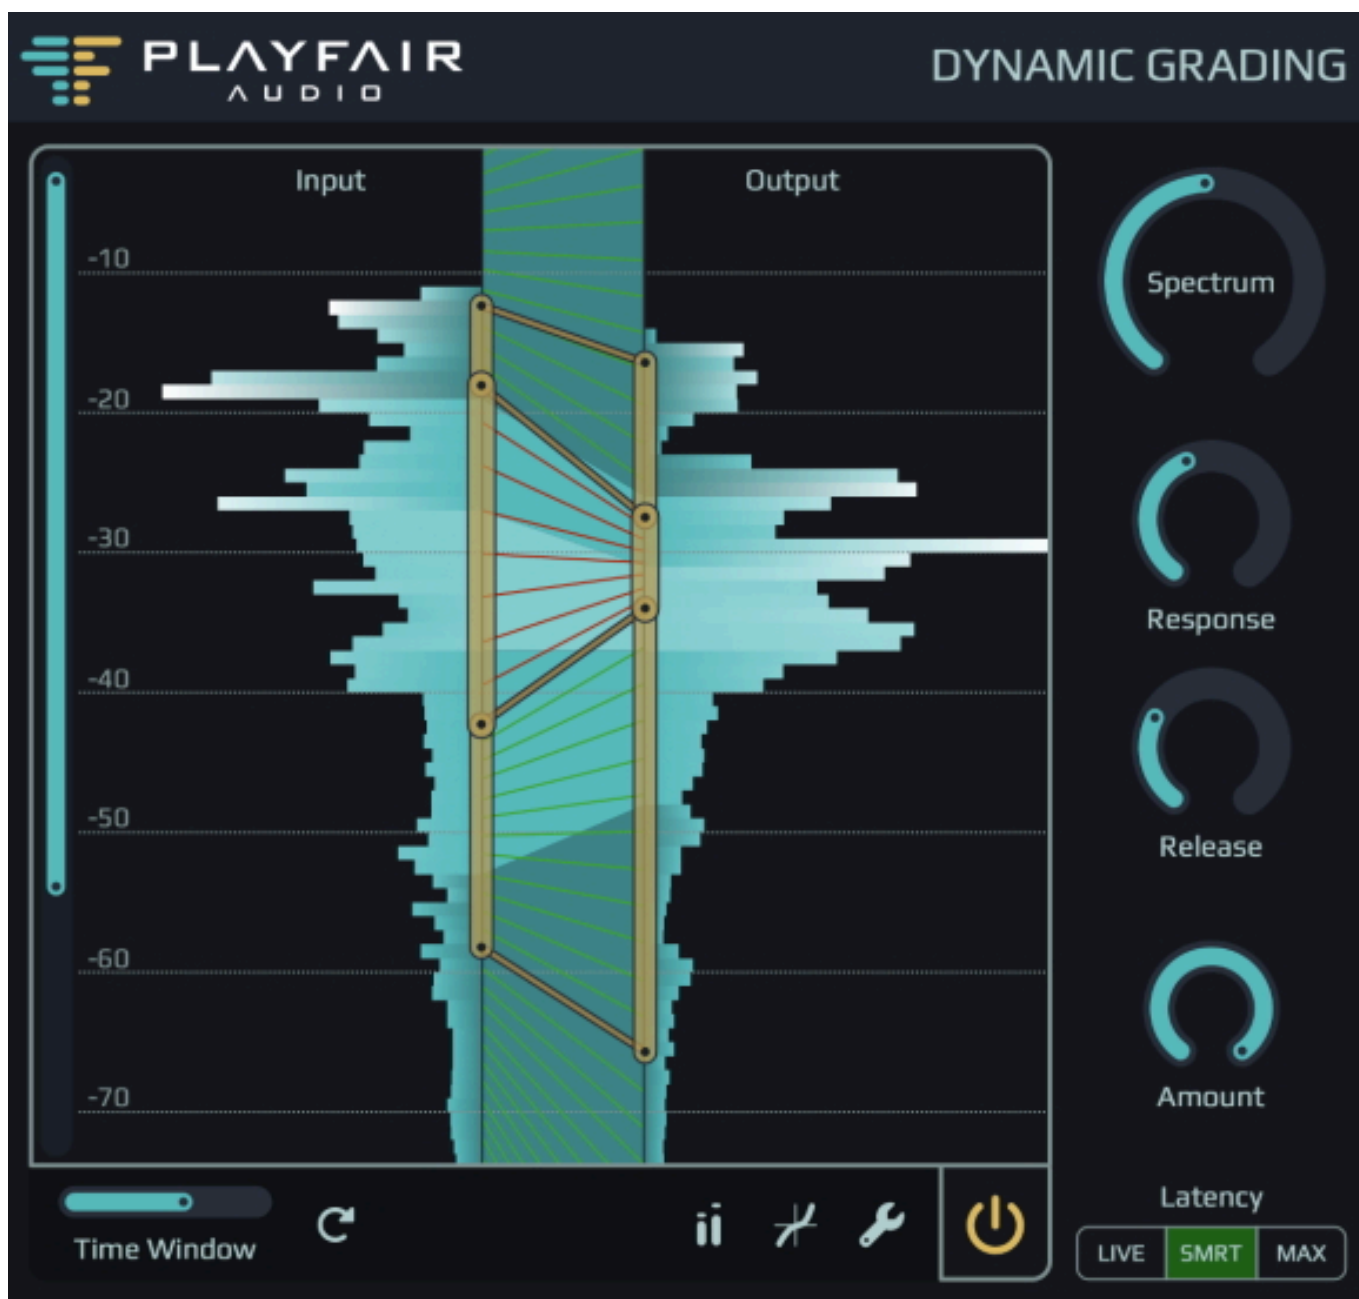 PLAYFAIR
AUDIO
DYNAMIC GRADING
Input
Output
-10
-20
-30
-40
-50
-60
-70
Spectrum
Response
Release
Amount
Latency
LIVE
SMRT
MAX
Time Window